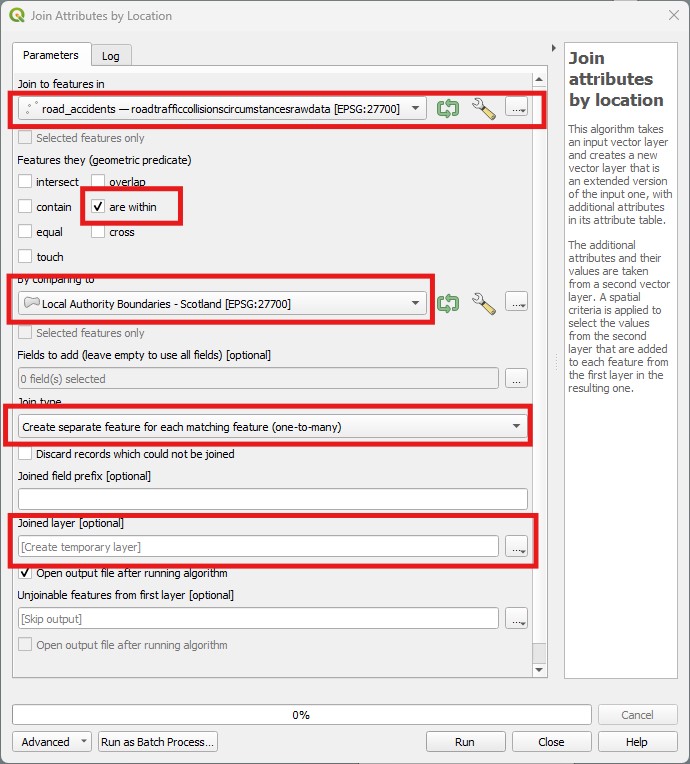 Join Attributes by Location
Parameters
Log
Join to features in
road_accidents — roadtrafficcollisionscircumstancesrawdata [EPSG:27700]
...
Selected features only
Features they (geometric predicate)
intersect overlap
contain are within
equal cross
touch
By comparing to
Local Authority Boundaries - Scotland [EPSG:27700]
...
Selected features only
Fields to add (leave empty to use all fields) [optional]
0 field(s) selected
...
Join type
Create separate feature for each matching feature (one-to-many)
Discard records which could not be joined
Joined field prefix [optional]
Joined layer [optional]
[Create temporary layer]
...
Open output file after running algorithm
Unjoinable features from first layer [optional]
[Skip output]
...
Open output file after running algorithm
Join
attributes
by location
This algorithm takes
an input vector layer
and creates a new
vector layer that is
an extended version
of the input one, with
additional attributes
in its attribute table.
The additional
attributes and their
values are taken
from a second vector
layer. A spatial
criteria is applied to
select the values
from the second
layer that are added
to each feature from
the first layer in the
resulting one.
0%
Cancel
Advanced
Run as Batch Process...
Run
Close
Help